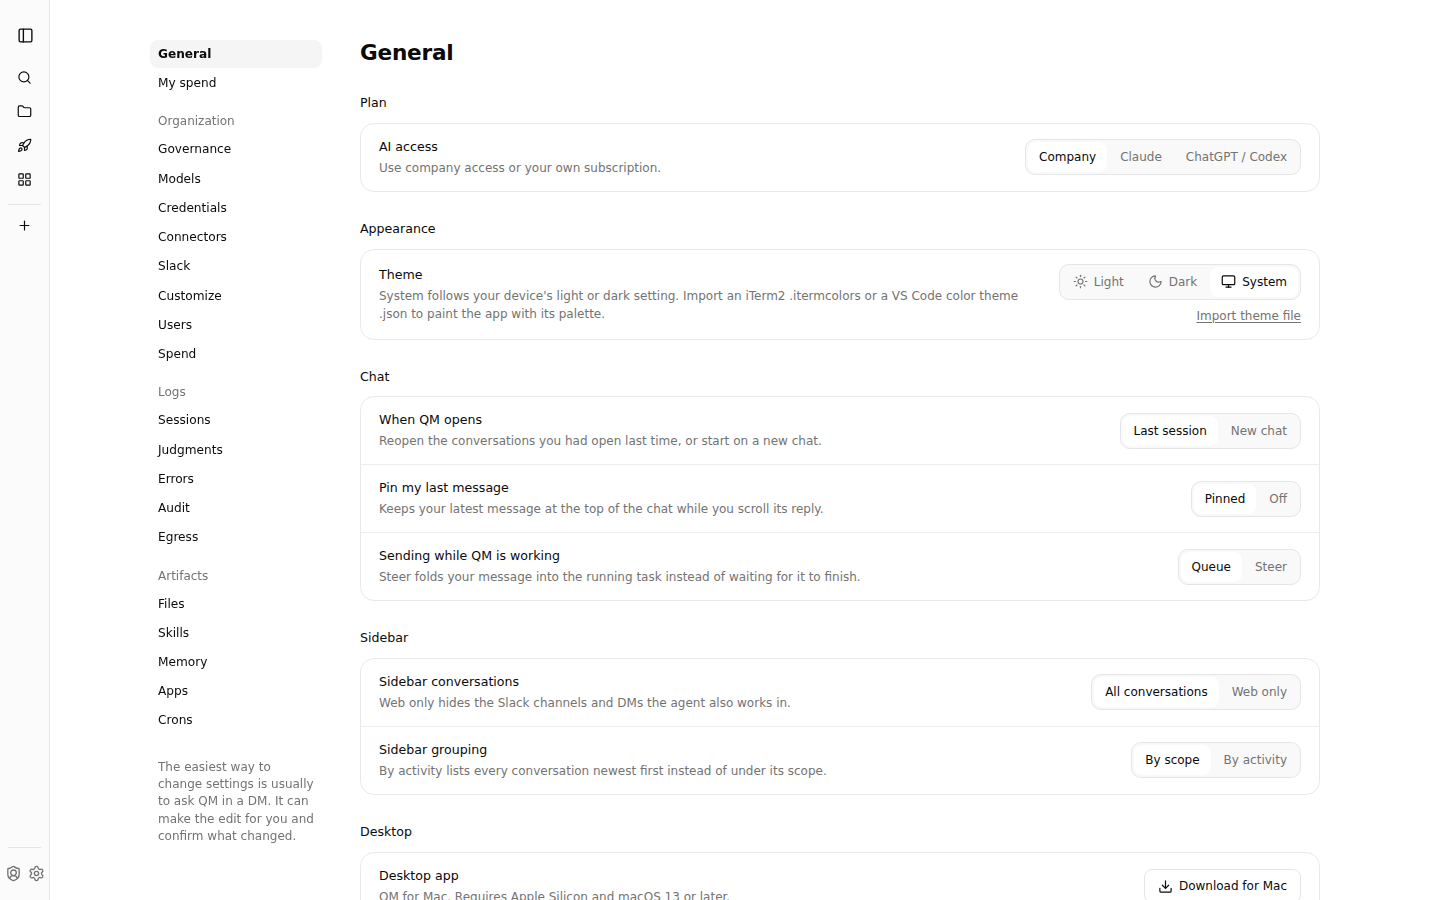 General
My spend
Organization
Governance
Models
Credentials
Connectors
Slack
Customize
Users
Spend
Logs
Sessions
Judgments
Errors
Audit
Egress
Artifacts
Files
Skills
Memory
Apps
Crons
The easiest way to
change settings is usually
to ask QM in a DM. It can
make the edit for you and
confirm what changed.
General
Plan
AI access
Use company access or your own subscription.
Company Claude ChatGPT / Codex
Appearance
Theme
System follows your device's light or dark setting. Import an iTerm2 .itermcolors or a VS Code color theme
.json to paint the app with its palette.
Light Dark System
Import theme file
Chat
When QM opens
Reopen the conversations you had open last time, or start on a new chat.
Last session New chat
Pin my last message
Keeps your latest message at the top of the chat while you scroll its reply.
Pinned Off
Sending while QM is working
Steer folds your message into the running task instead of waiting for it to finish.
Queue Steer
Sidebar
Sidebar conversations
Web only hides the Slack channels and DMs the agent also works in.
All conversations Web only
Sidebar grouping
By activity lists every conversation newest first instead of under its scope.
By scope By activity
Desktop
Desktop app
QM for Mac. Requires Apple Silicon and macOS 13 or later.
Download for Mac